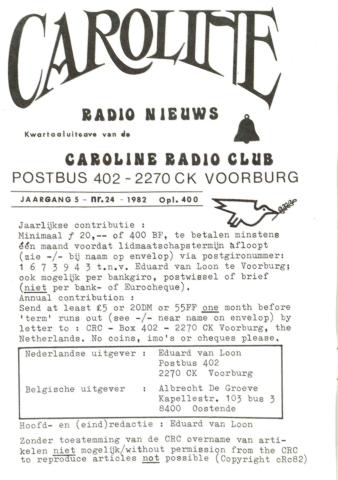 CAROLINE
RADIO NIEUWS
Kwartaaluitgave van de
CAROLINE RADIO CLUB
POSTBUS 402 - 2270 CK VOORBURG
JAARGANG 5 - nr. 24 - 1982 Opl. 400
Jaarlijkse contributie :
Minimaal ƒ 20,-- of 400 BF, te betalen minstens
één maand voordat lidmaatschapstermijn afloopt
(zie -/- bij naam op envelop) via postgironummer:
1 6 7 3 9 4 3 t.n.v. Eduard van Loon te Voorburg;
ook mogelijk per bankgiro, postwissel of brief
(niet per bank- of Eurocheque).
Annual contribution :
Send at least £5 or 20DM or 55FF one month before
'term' runs out (see -/- near name on envelop) by
letter to : CRC - Box 402 - 2270 CK Voorburg, the
Netherlands. No coins, imo's or cheques please.
Nederlandse uitgever : Eduard van Loon
Postbus 402
2270 CK Voorburg
Belgische uitgever : Albrecht De Groeve
Kapellestr. 103 bus 3
8400 Oostende
Hoofd- en (eind)redactie : Eduard van Loon
Zonder toestemming van de CRC overname van arti-
kelen niet mogelijk/without permission from the CRC
to reproduce articles not possible (Copyright cRc82)